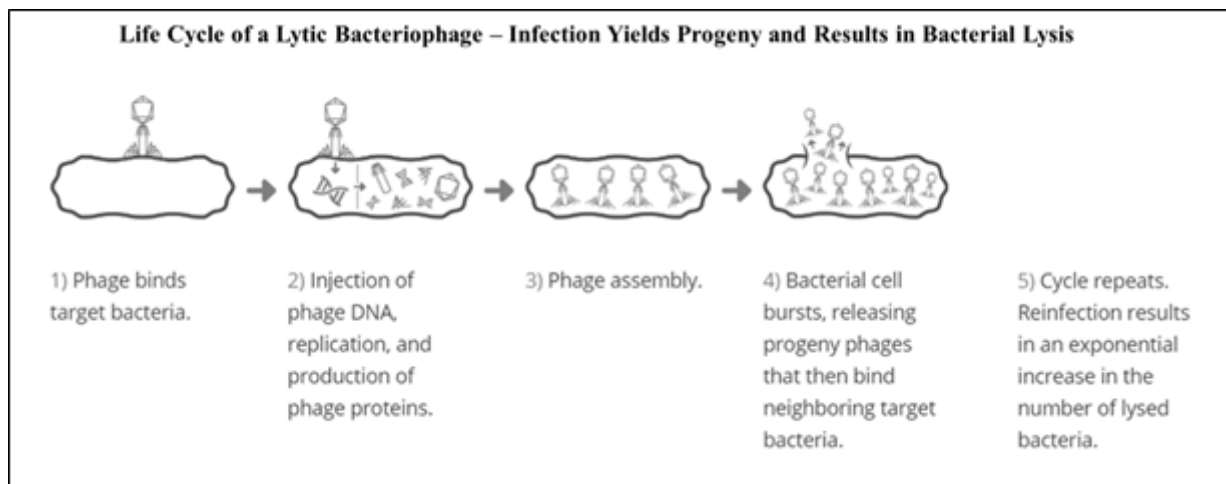 Life Cycle of a Lytic Bacteriophage – Infection Yields Progeny and Results in Bacterial Lysis
1) Phage binds
target bacteria.
2) Injection of
phage DNA,
replication, and
production of
phage proteins.
3) Phage assembly.
4) Bacterial cell
bursts, releasing
progeny phages
that then bind
neighboring target
bacteria.
5) Cycle repeats.
Reinfection results
in an exponential
increase in the
number of lysed
bacteria.